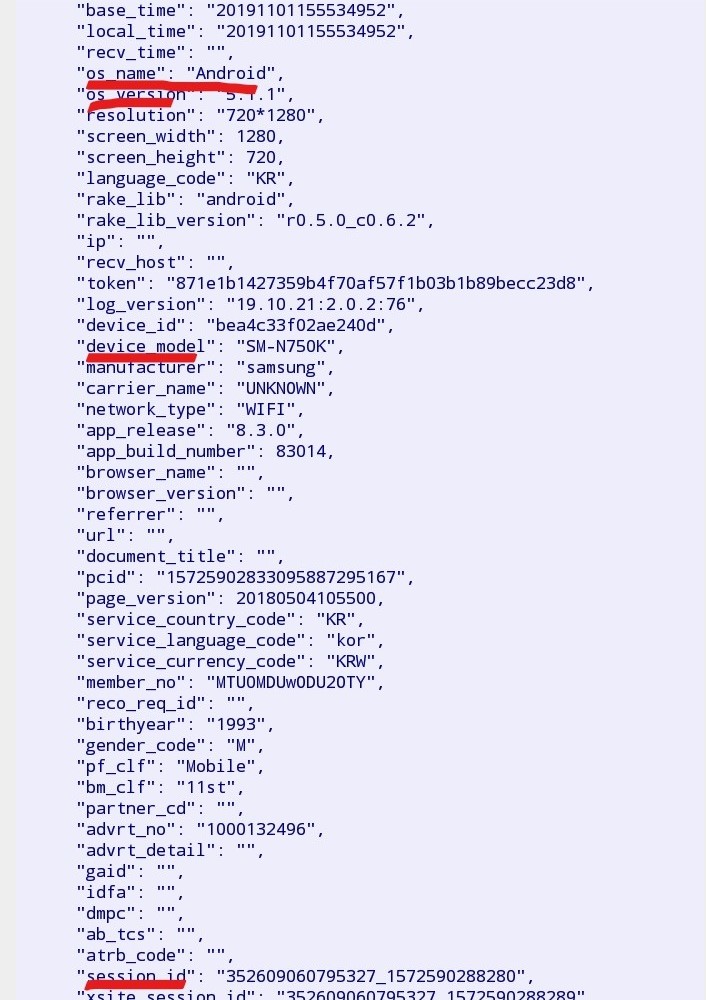 "base_time": "20191101155534952",
"local_time": "20191101155534952",
"recv_time": "",
"os_name": "Android",
"os_version": "5.1.1",
"resolution": "720*1280",
"screen_width": 1280,
"screen_height": 720,
"language_code": "KR",
"rake_lib": "android",
"rake_lib_version": "r0.5.0_c0.6.2",
"ip": "",
"recv_host": "",
"token": "871e1b1427359b4f70af57f1b03b1b89becc23d8",
"log_version": "19.10.21:2.0.2:76",
"device_id": "bea4c33f02ae240d",
"device_model": "SM-N750K",
"manufacturer": "samsung",
"carrier_name": "UNKNOWN",
"network_type": "WIFI",
"app_release": "8.3.0",
"app_build_number": 83014,
"browser_name": "",
"browser_version": "",
"referrer": "",
"url": "",
"document_title": "",
"pcid": "15725902833095887295167",
"page_version": 20180504105500,
"service_country_code": "KR",
"service_language_code": "kor",
"service_currency_code": "KRW",
"member_no": "MTU0MDUwODU2OTY",
"reco_req_id": "",
"birthyear": "1993",
"gender_code": "M",
"pf_clf": "Mobile",
"bm_clf": "11st",
"partner_cd": "",
"advrt_no": "1000132496",
"advrt_detail": "",
"gaid": "",
"idfa": "",
"dmpc": "",
"ab_tcs": "",
"atrb_code": "",
"session_id": "352609060795327_1572590288280",
"xsite_session_id": "352609060795327_1572590288289"